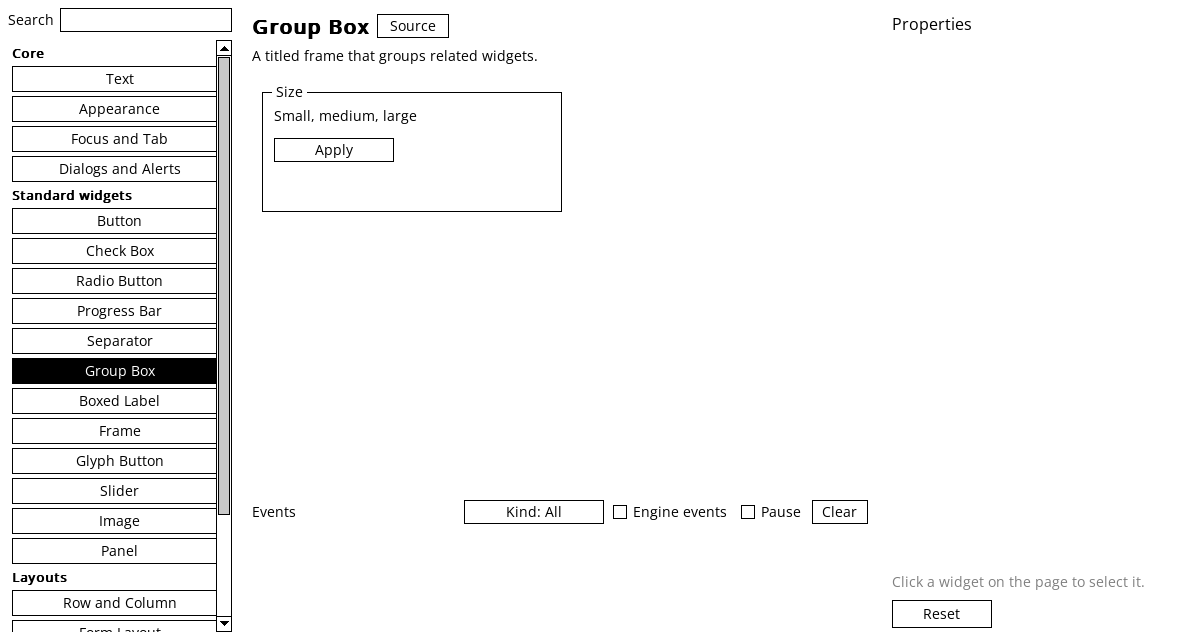 Search
Core
Text
Appearance
Focus and Tab
Dialogs and Alerts
Standard widgets
Button
Check Box
Radio Button
Progress Bar
Separator
Group Box
Boxed Label
Frame
Glyph Button
Slider
Image
Panel
Layouts
Row and Column
Form Layout
Group Box Source
A titled frame that groups related widgets.
Size
Small, medium, large
Apply
Events Kind: All Engine events Pause Clear
Properties
Click a widget on the page to select it.
Reset